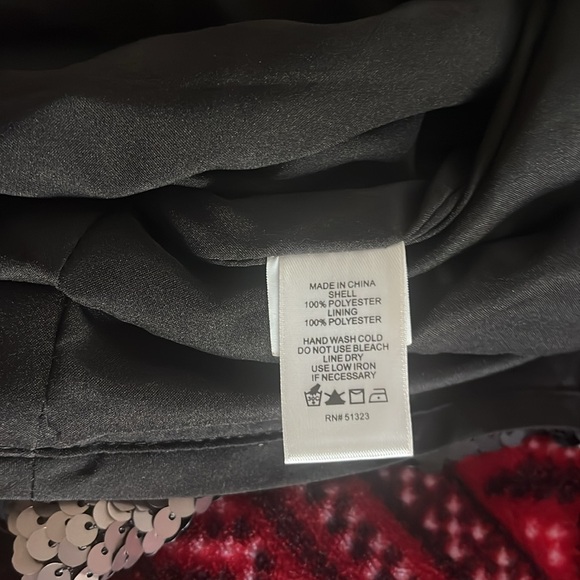 MADE IN CHINA
SHELL
100% POLYESTER
LINING
100% POLYESTER
HAND WASH COLD
DO NOT USE BLEACH
LINE DRY
USE LOW IRON
IF NECESSARY
RN# 51323